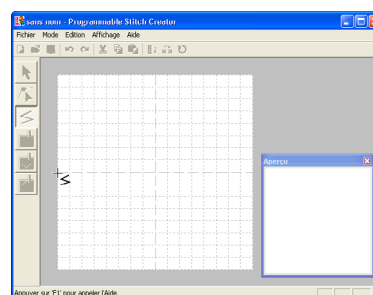 sans nom - Programmable Stitch Creator
Fichier Mode Edition Affichage Aide
Aperçu
Appuyer sur 'F1' pour appeler l'Aide.